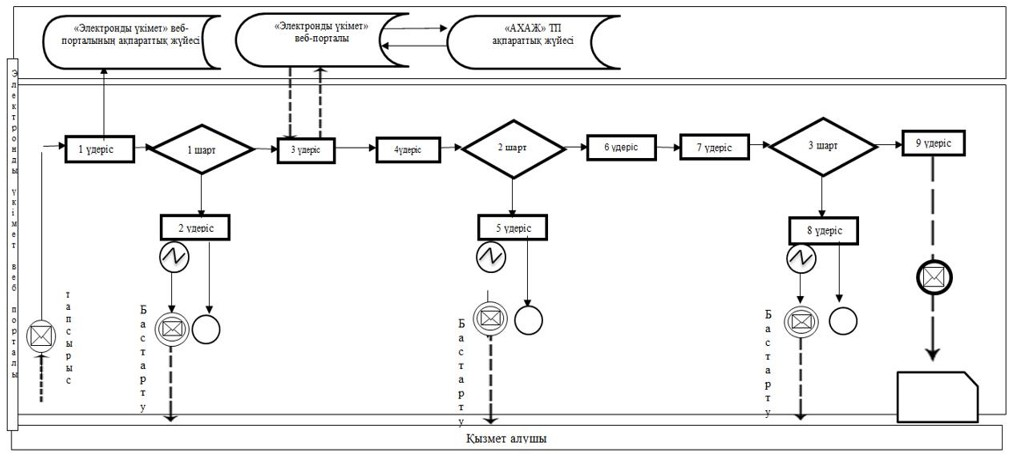 «Электронды үкімет» веб-
порталының ақпараттық жүйесі
«Электронды үкімет»
веб-порталы
«АХАЖ» ТП
ақпараттық жүйесі
Электронды үкімет веб порталы
1 үдеріс
1 шарт
3 үдеріс
4үдеріс
2 шарт
6 үдеріс
7 үдеріс
3 шарт
9 үдеріс
2 үдеріс
5 үдеріс
8 үдеріс
тапсырыс
Бастарту
Бастарту
Бастарту
Қызмет алушы